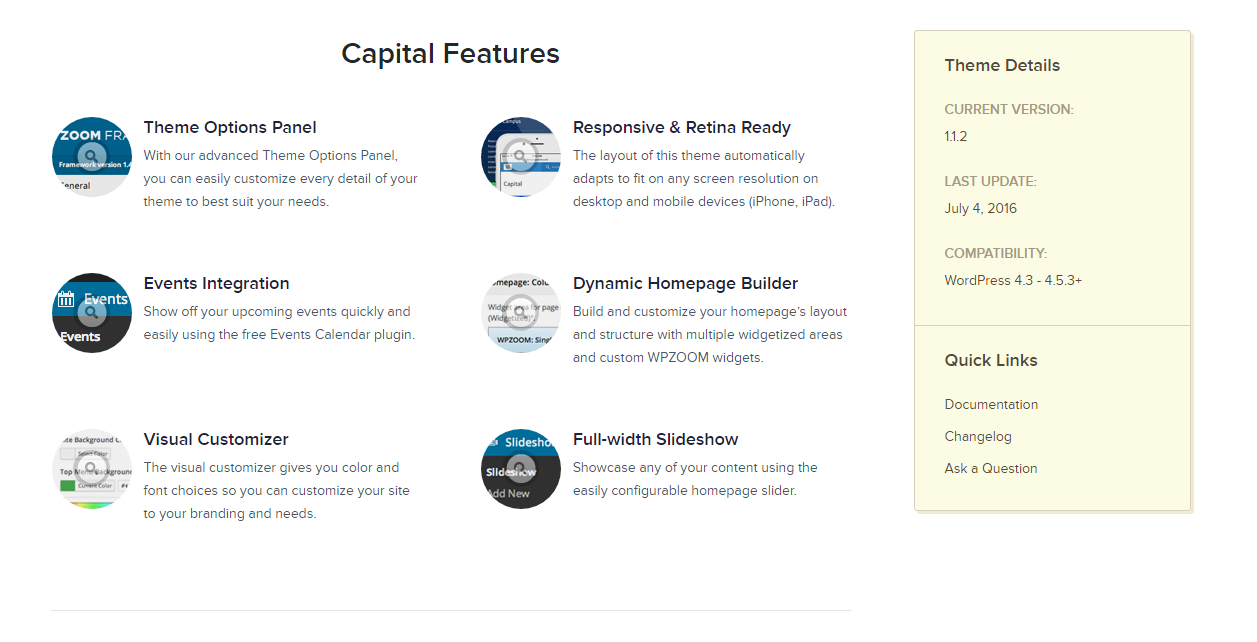 Capital Features
ZOOM FRA
Framework version 1.4
General
Theme Options Panel
With our advanced Theme Options Panel,
you can easily customize every detail of your
theme to best suit your needs.
Capital
Responsive & Retina Ready
The layout of this theme automatically
adapts to fit on any screen resolution on
desktop and mobile devices (iPhone, iPad).
Events
Events
Events Integration
Show off your upcoming events quickly and
easily using the free Events Calendar plugin.
omepage: Colu
Widget area for page
(Widgetized)"
WPZOOM: Sing
Dynamic Homepage Builder
Build and customize your homepage's layout
and structure with multiple widgetized areas
and custom WPZOOM widgets.
ite Background C
Select Color
Top Menu Background
Current Color
Visual Customizer
The visual customizer gives you color and
font choices so you can customize your site
to your branding and needs.
Slidesho
Slideshow
Add New
Full-width Slideshow
Showcase any of your content using the
easily configurable homepage slider.
Theme Details
CURRENT VERSION:
1.1.2
LAST UPDATE:
July 4, 2016
COMPATIBILITY:
WordPress 4.3 - 4.5.3+
Quick Links
Documentation
Changelog
Ask a Question